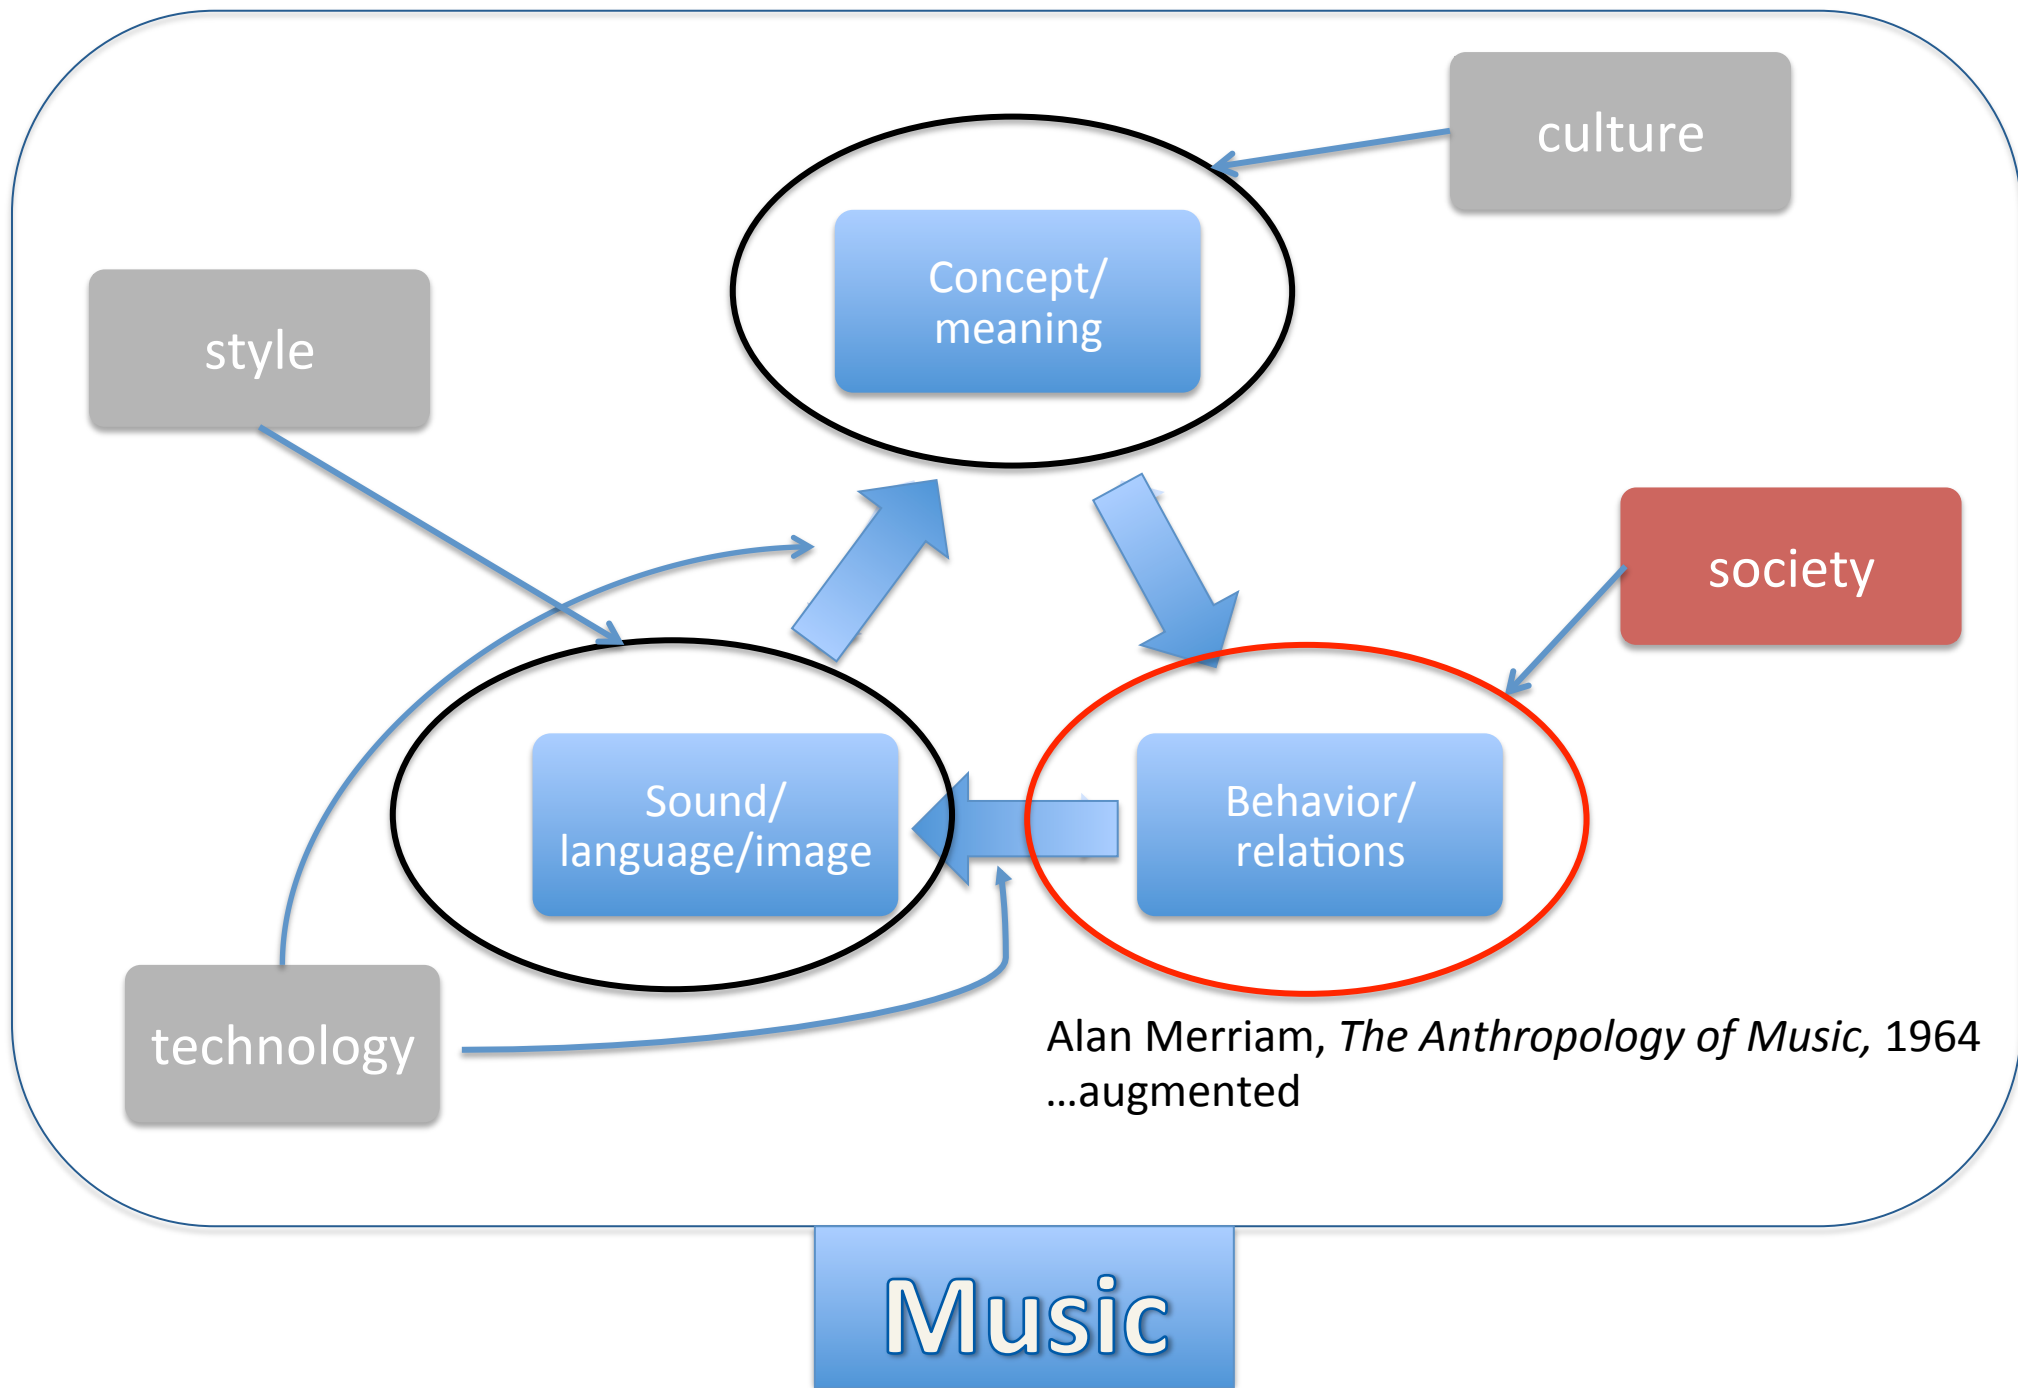 culture
Concept/
meaning
style
society
Sound/
language/image
Behavior/
relations
technology
Alan Merriam, The Anthropology of Music, 1964
…augmented
Music